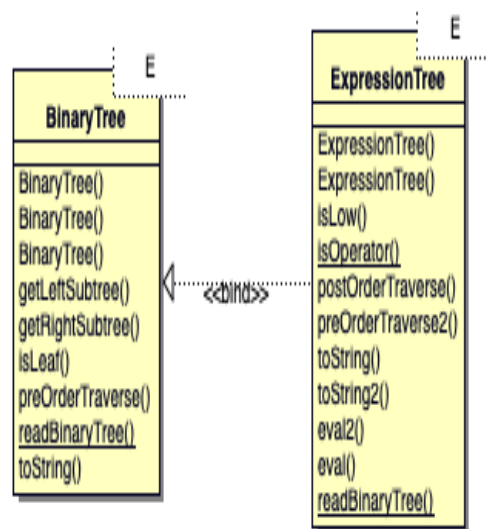 E
BinaryTree
BinaryTree()
BinaryTree()
BinaryTree()
getLeftSubtree()
getRightSubtree()
isLeaf()
preOrderTraverse()
readBinaryTree()
toString()
<<bind>>
E
ExpressionTree
ExpressionTree()
ExpressionTree()
isLow()
isOperator()
postOrderTraverse()
preOrderTraverse2()
toString()
toString2()
eval2()
eval()
readBinaryTree()